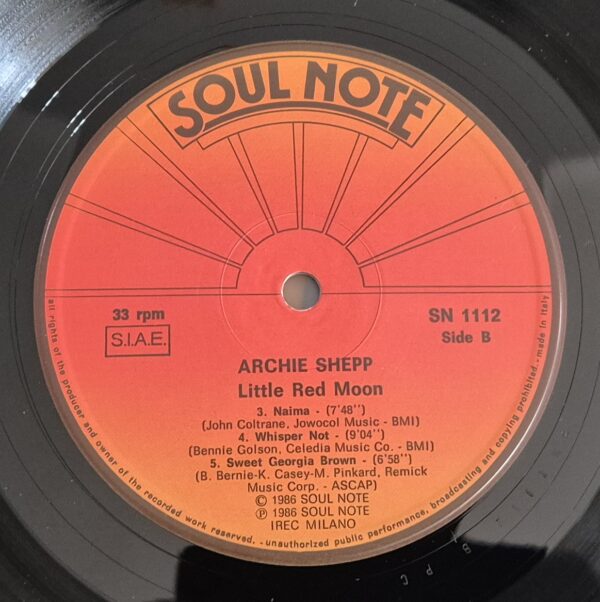 SOUL NOTE
33 rpm
S.I.A.E.
SN 1112
Side B
ARCHIE SHEPP
Little Red Moon
3. Naima - (7'48'')
(John Coltrane, Jowocol Music - BMI)
4. Whisper Not - (9'04'')
(Bennie Golson, Celedia Music Co. - BMI)
5. Sweet Georgia Brown - (6'58'')
(B. Bernie-K. Casey-M. Pinkard, Remick
Music Corp. - ASCAP)
© 1986 SOUL NOTE
℗ 1986 SOUL NOTE
IREC MILANO
all rights of the producer and owner of the recorded work reserved. - unauthorized public performance, broadcasting and copying prohibited. - made in Italy